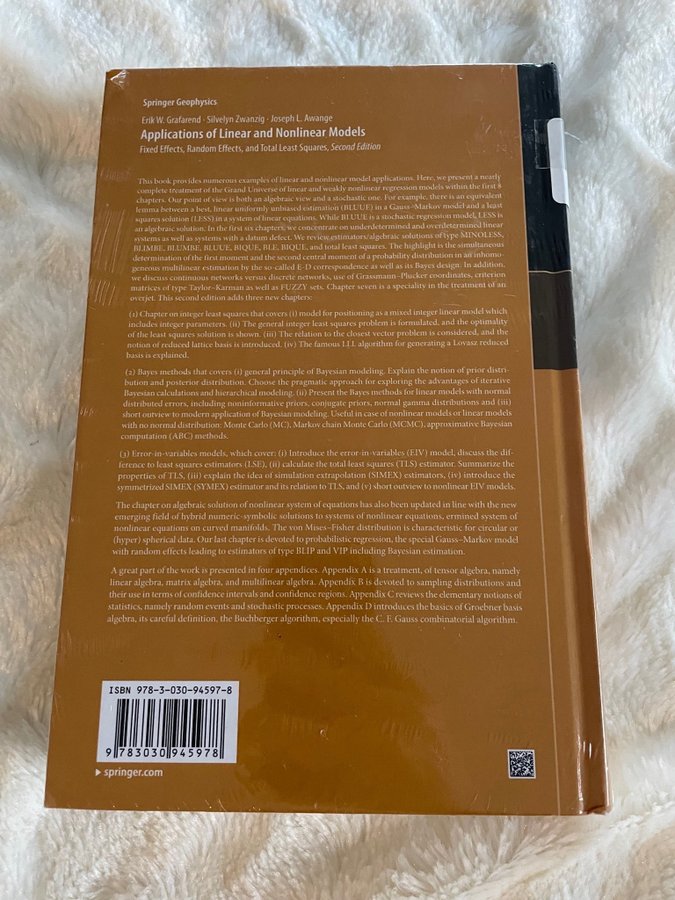 Springer Geophysics
Erik W. Grafarend · Silvelyn Zwanzig · Joseph L. Awange
Applications of Linear and Nonlinear Models
Fixed Effects, Random Effects, and Total Least Squares, Second Edition
This book provides numerous examples of linear and nonlinear model applications. Here, we present a nearly
complete treatment of the Grand Universe of linear and weakly nonlinear regression models within the first 8
chapters. Our point of view is both an algebraic view and a stochastic one. For example, there is an equivalent
lemma between a best, linear uniformly unbiased estimation (BLUUE) in a Gauss–Markov model and a least
squares solution (LESS) in a system of linear equations. While BLUUE is a stochastic regression model, LESS is
an algebraic solution. In the first six chapters, we concentrate on underdetermined and overdetermined linear
systems as well as systems with a datum defect. We review estimators/algebraic solutions of type MINOLESS,
BLIMBE, BLUMBE, BLUUE, BIQUE, BLE, BIQUE, and total least squares. The highlight is the simultaneous
determination of the first moment and the second central moment of a probability distribution in an inhomo-
geneous multilinear estimation by the so-called E-D correspondence as well as its Bayes design. In addition,
we discuss continuous networks versus discrete networks, use of Grassmann–Plucker coordinates, criterion
matrices of type Taylor–Karman as well as FUZZY sets. Chapter seven is a speciality in the treatment of an
overjet. This second edition adds three new chapters:
(1) Chapter on integer least squares that covers (i) model for positioning as a mixed integer linear model which
includes integer parameters. (ii) The general integer least squares problem is formulated, and the optimality
of the least squares solution is shown. (iii) The relation to the closest vector problem is considered, and the
notion of reduced lattice basis is introduced. (iv) The famous LLL algorithm for generating a Lovasz reduced
basis is explained.
(2) Bayes methods that covers (i) general principle of Bayesian modeling. Explain the notion of prior distri-
bution and posterior distribution. Choose the pragmatic approach for exploring the advantages of iterative
Bayesian calculations and hierarchical modeling. (ii) Present the Bayes methods for linear models with normal
distributed errors, including noninformative priors, conjugate priors, normal gamma distributions and (iii)
short outview to modern application of Bayesian modeling. Useful in case of nonlinear models or linear models
with no normal distribution: Monte Carlo (MC), Markov chain Monte Carlo (MCMC), approximative Bayesian
computation (ABC) methods.
(3) Error-in-variables models, which cover: (i) Introduce the error-in-variables (EIV) model, discuss the dif-
ference to least squares estimators (LSE), (ii) calculate the total least squares (TLS) estimator. Summarize the
properties of TLS, (iii) explain the idea of simulation extrapolation (SIMEX) estimators, (iv) introduce the
symmetrized SIMEX (SYMEX) estimator and its relation to TLS, and (v) short outview to nonlinear EIV models.
The chapter on algebraic solution of nonlinear system of equations has also been updated in line with the new
emerging field of hybrid numeric-symbolic solutions to systems of nonlinear equations, ermined system of
nonlinear equations on curved manifolds. The von Mises–Fisher distribution is characteristic for circular or
(hyper) spherical data. Our last chapter is devoted to probabilistic regression, the special Gauss–Markov model
with random effects leading to estimators of type BLIP and VIP including Bayesian estimation.
A great part of the work is presented in four appendices. Appendix A is a treatment, of tensor algebra, namely
linear algebra, matrix algebra, and multilinear algebra. Appendix B is devoted to sampling distributions and
their use in terms of confidence intervals and confidence regions. Appendix C reviews the elementary notions of
statistics, namely random events and stochastic processes. Appendix D introduces the basics of Groebner basis
algebra, its careful definition, the Buchberger algorithm, especially the C. F. Gauss combinatorial algorithm.
ISBN 978-3-030-94597-8
9 783030 945978
springer.com